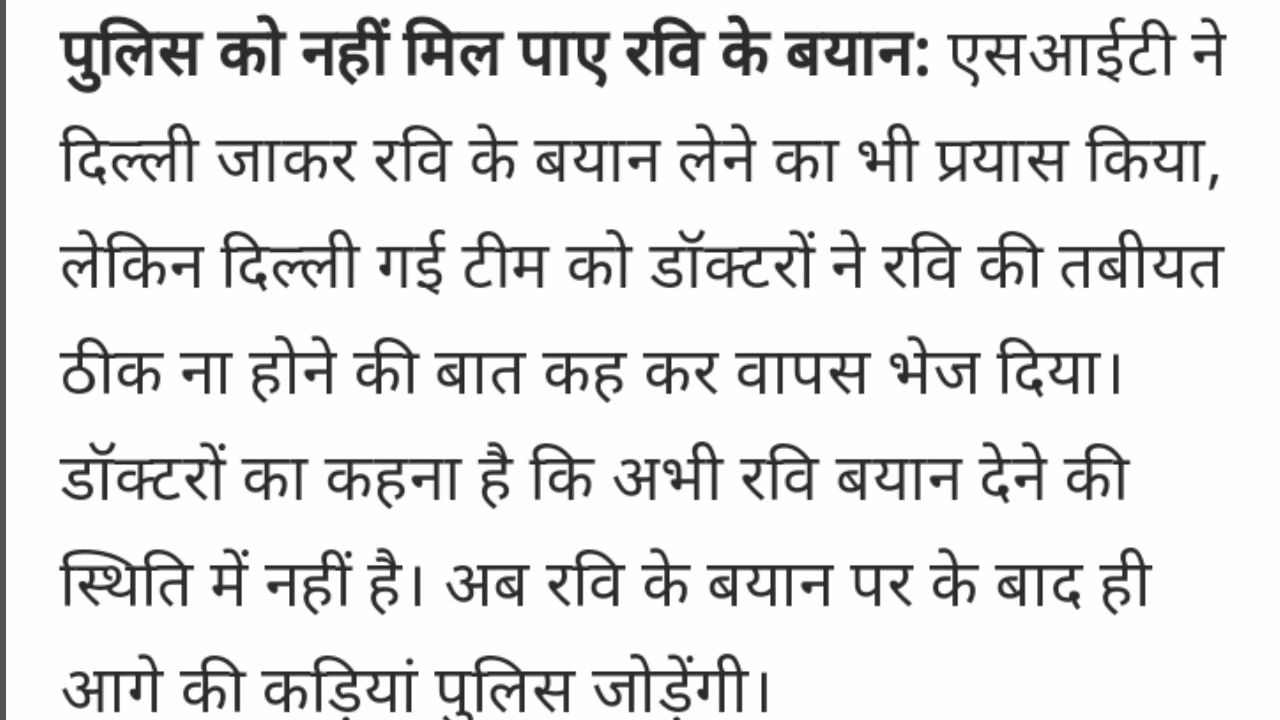 पुलिस को नहीं मिल पाए रवि के बयान: एसआईटी ने
दिल्ली जाकर रवि के बयान लेने का भी प्रयास किया,
लेकिन दिल्ली गई टीम को डॉक्टरों ने रवि की तबीयत
ठीक ना होने की बात कह कर वापस भेज दिया।
डॉक्टरों का कहना है कि अभी रवि बयान देने की
स्थिति में नहीं है। अब रवि के बयान पर के बाद ही
आगे की कड़ियां पुलिस जोड़ेंगी।